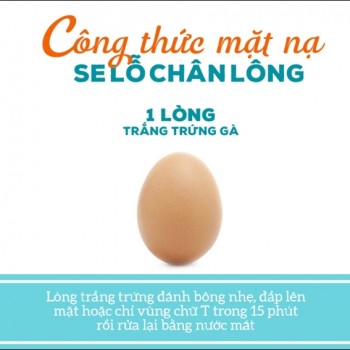 Công thức mặt nạ
SE LỖ CHÂN LÔNG
1 LÒNG
TRẮNG TRỨNG GÀ
Lòng trắng trứng đánh bông nhẹ, đắp lên
mặt hoặc chỉ vùng chữ T trong 15 phút
rồi rửa lại bằng nước mát